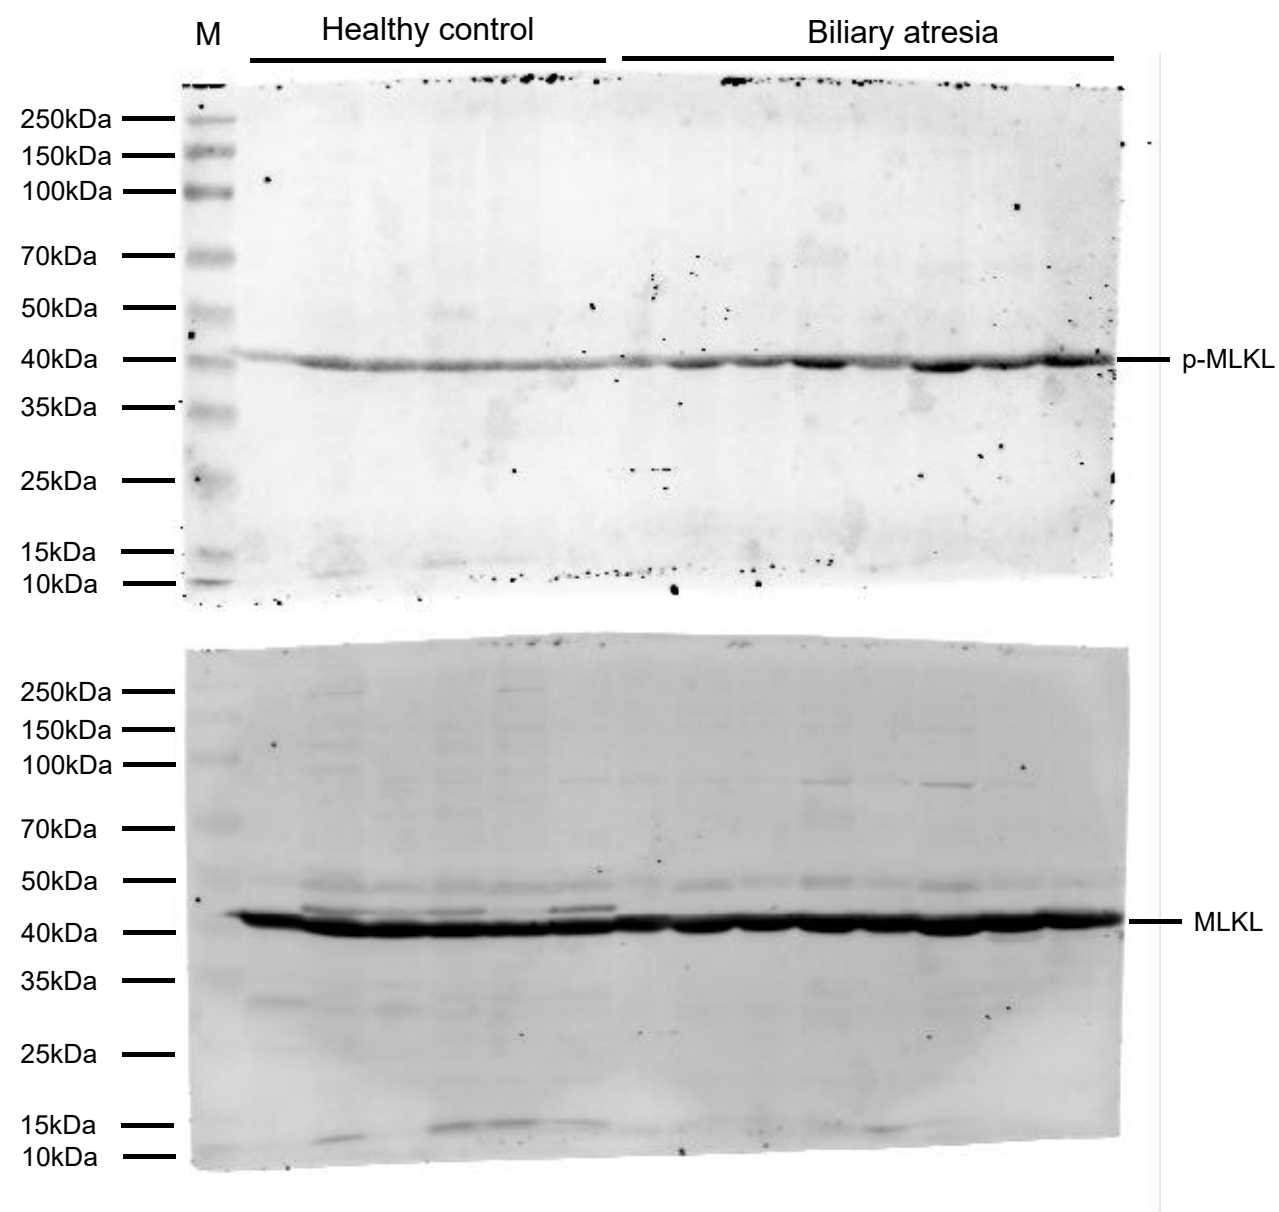 M Healthy control Biliary atresia
250kDa
150kDa
100kDa
70kDa
50kDa
40kDa p-MLKL
35kDa
25kDa
15kDa
10kDa
250kDa
150kDa
100kDa
70kDa
50kDa
40kDa MLKL
35kDa
25kDa
15kDa
10kDa